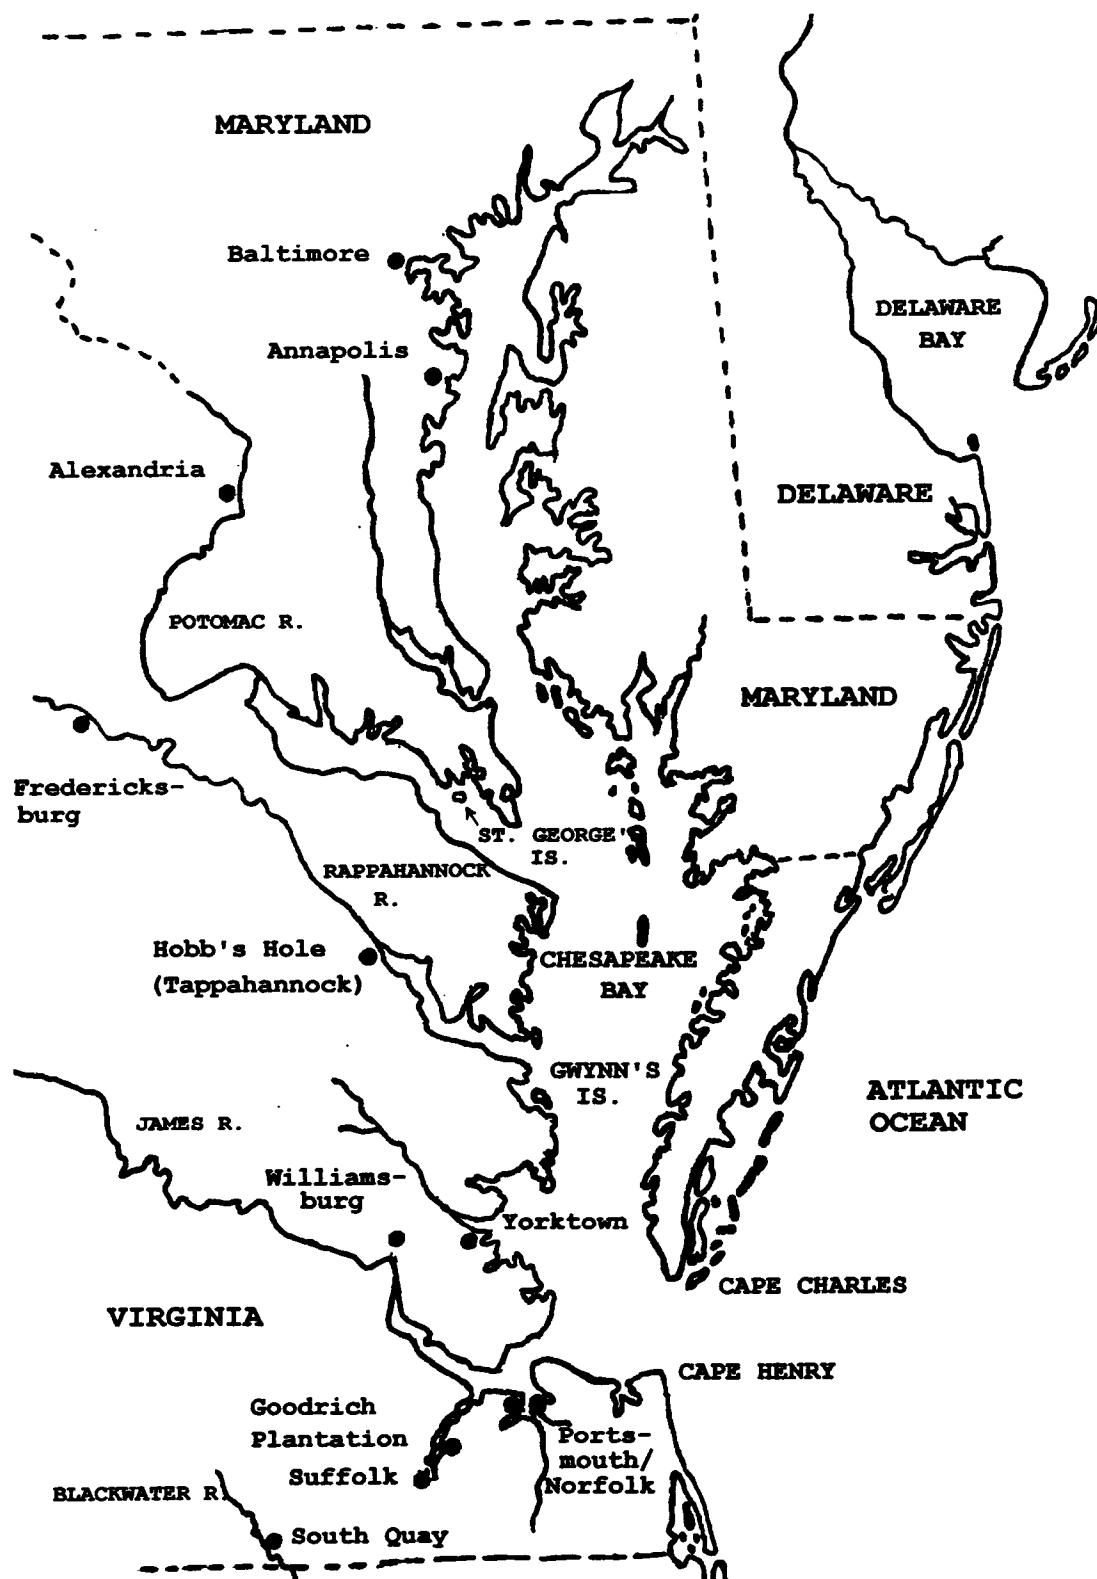 MARYLAND
Baltimore
DELAWARE
BAY
Annapolis
Alexandria
DELAWARE
POTOMAC R.
MARYLAND
Fredericks-
burg
ST. GEORGE'
IS.
RAPPAHANNOCK
R.
Hobb's Hole
(Tappahannock)
CHESAPEAKE
BAY
GWYNN'S
IS.
ATLANTIC
OCEAN
JAMES R.
Williams-
burg
Yorktown
CAPE CHARLES
VIRGINIA
CAPE HENRY
Goodrich
Plantation
Ports-
mouth/
Norfolk
Suffolk
BLACKWATER R.
South Quay